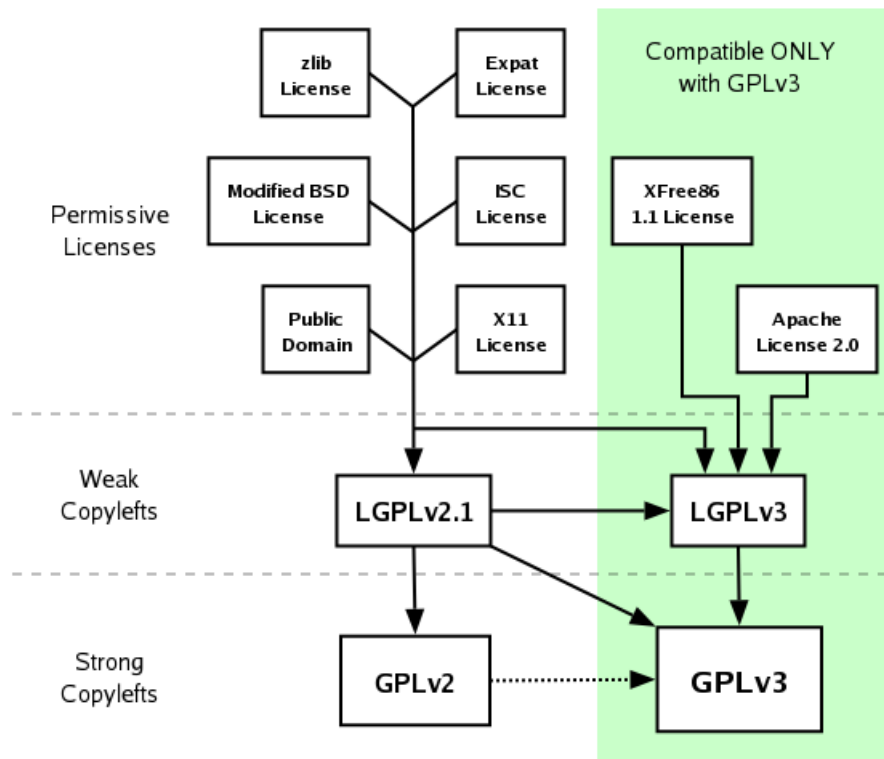 zlib
License
Expat
License
Compatible ONLY
with GPLv3
Permissive
Licenses
Modified BSD
License
ISC
License
XFree86
1.1 License
Public
Domain
X11
License
Apache
License 2.0
Weak
Copylefts
LGPLv2.1
LGPLv3
Strong
Copylefts
GPLv2
GPLv3